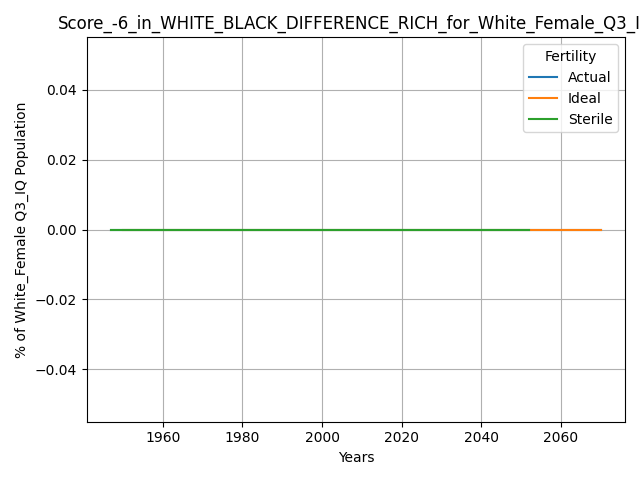 Score_-6_in_WHITE_BLACK_DIFFERENCE_RICH_for_White_Female_Q3_I
Fertility
Actual
Ideal
Sterile
% of White_Female Q3_IQ Population
0.04
0.02
0.00
−0.02
−0.04
1960 1980 2000 2020 2040 2060
Years